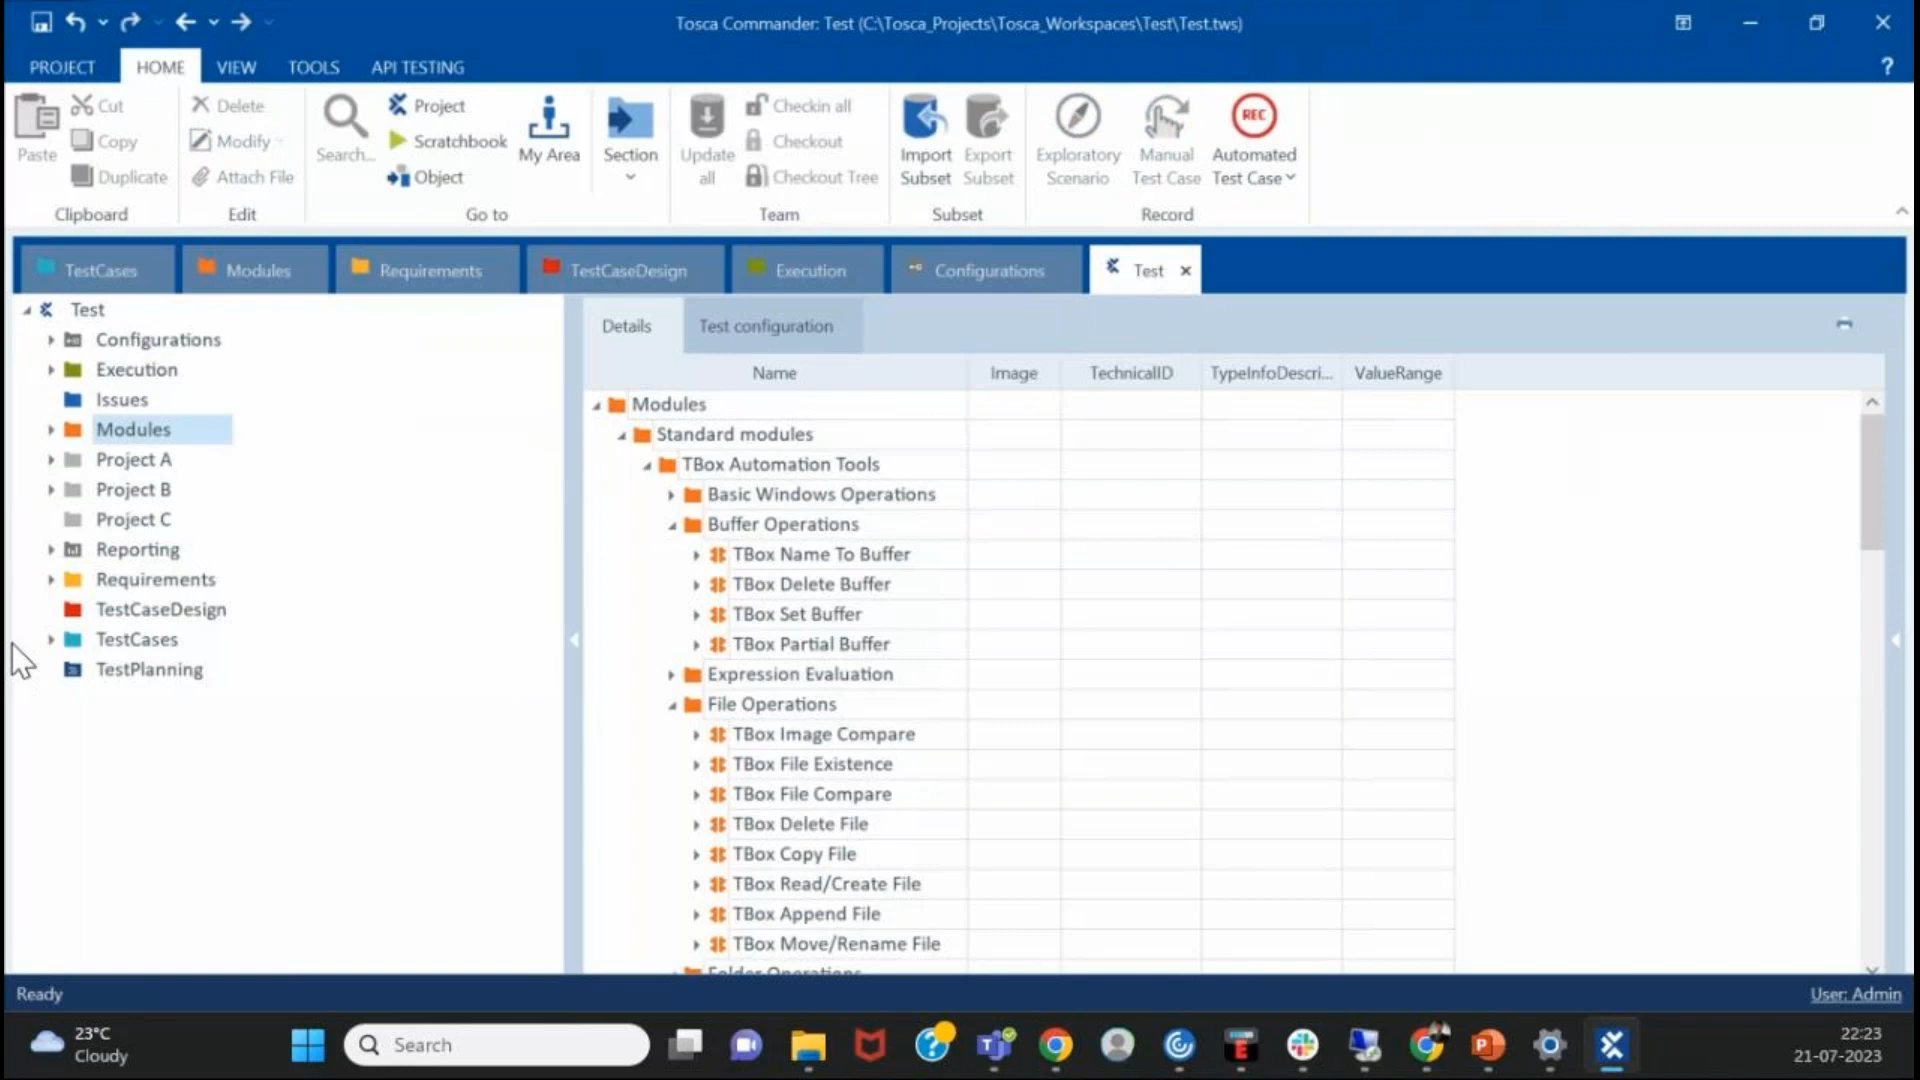 Tosca Commander: Test (C:\Tosca_Projects\Tosca_Workspaces\Test\Test.tws)
PROJECT HOME VIEW TOOLS API TESTING ?
Paste
Cut
Copy
Duplicate
Clipboard
Delete
Modify
Attach File
Edit
Search...
Project
Scratchbook
Object
My Area
Section
Go to
Update all
Checkin all
Checkout
Checkout Tree
Team
Import Subset
Export Subset
Subset
Exploratory Scenario
Manual Test Case
REC
Automated Test Case
Record
TestCases Modules Requirements TestCaseDesign Execution Configurations Test
Test
Configurations
Execution
Issues
Modules
Project A
Project B
Project C
Reporting
Requirements
TestCaseDesign
TestCases
TestPlanning
Details Test configuration
Name Image TechnicalID TypeInfoDescri... ValueRange
Modules
Standard modules
TBox Automation Tools
Basic Windows Operations
Buffer Operations
TBox Name To Buffer
TBox Delete Buffer
TBox Set Buffer
TBox Partial Buffer
Expression Evaluation
File Operations
TBox Image Compare
TBox File Existence
TBox File Compare
TBox Delete File
TBox Copy File
TBox Read/Create File
TBox Append File
TBox Move/Rename File
Folder Operations
Ready User: Admin
23°C
Cloudy
Search
22:23
21-07-2023